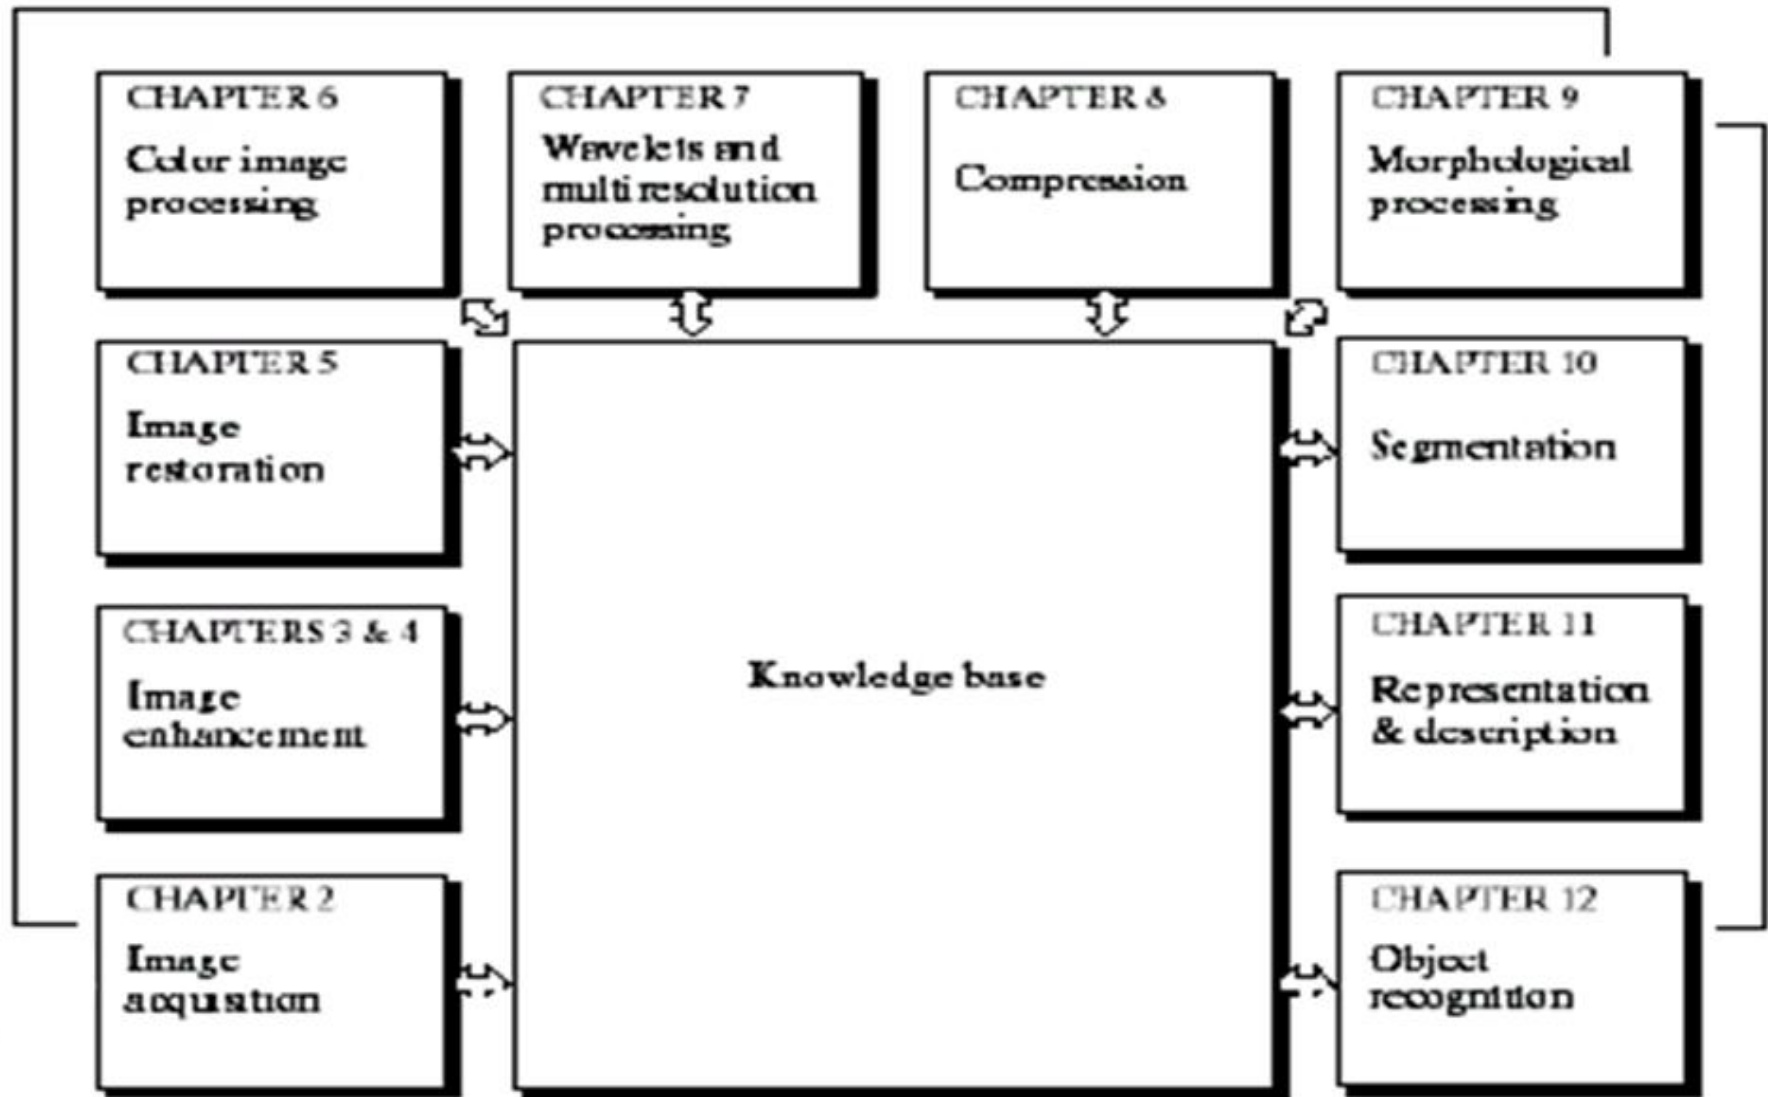 CHAPTER 6
Color image
processing
CHAPTER 7
Wavelets and
multiresolution
processing
CHAPTER 8
Compression
CHAPTER 9
Morphological
processing
CHAPTER 5
Image
restoration
CHAPTER 10
Segmentation
CHAPTERS 3 & 4
Image
enhancement
Knowledge base
CHAPTER 11
Representation
& description
CHAPTER 2
Image
acquisition
CHAPTER 12
Object
recognition